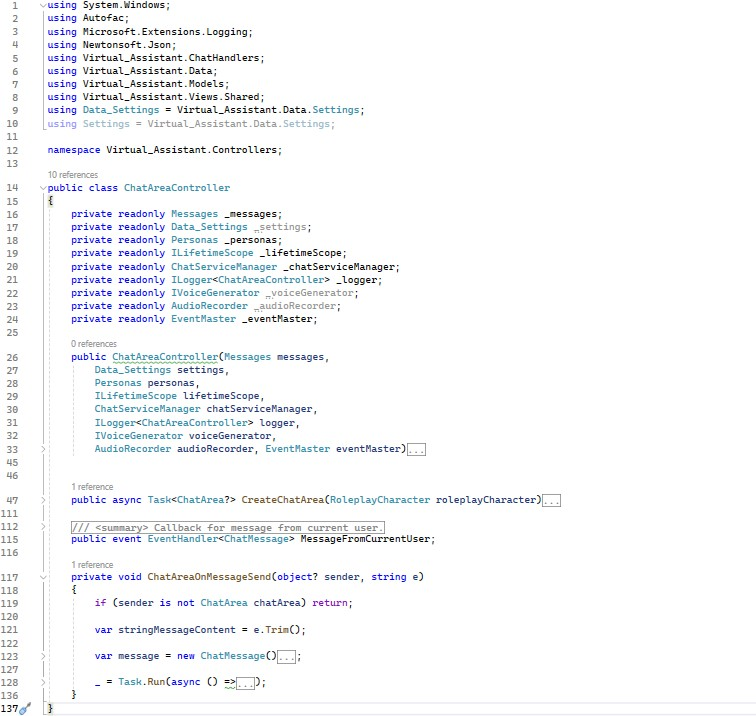 1 using System.Windows;
2 using Autofac;
3 using Microsoft.Extensions.Logging;
4 using Newtonsoft.Json;
5 using Virtual_Assistant.ChatHandlers;
6 using Virtual_Assistant.Data;
7 using Virtual_Assistant.Models;
8 using Virtual_Assistant.Views.Shared;
9 using Data_Settings = Virtual_Assistant.Data.Settings;
10 using Settings = Virtual_Assistant.Data.Settings;
11
12 namespace Virtual_Assistant.Controllers;
13
10 references
14 public class ChatAreaController
15 {
16 private readonly Messages _messages;
17 private readonly Data_Settings _settings;
18 private readonly Personas _personas;
19 private readonly ILifetimeScope _lifetimeScope;
20 private readonly ChatServiceManager _chatServiceManager;
21 private readonly ILogger<ChatAreaController> _logger;
22 private readonly IVoiceGenerator _voiceGenerator;
23 private readonly AudioRecorder _audioRecorder;
24 private readonly EventMaster _eventMaster;
25
0 references
26 public ChatAreaController(Messages messages,
27 Data_Settings settings,
28 Personas personas,
29 ILifetimeScope lifetimeScope,
30 ChatServiceManager chatServiceManager,
31 ILogger<ChatAreaController> logger,
32 IVoiceGenerator voiceGenerator,
33 AudioRecorder audioRecorder, EventMaster eventMaster)...
45
46
1 reference
47 public async Task<ChatArea?> CreateChatArea(RoleplayCharacter roleplayCharacter)...
111
112 /// <summary> Callback for message from current user.
115 public event EventHandler<ChatMessage> MessageFromCurrentUser;
116
1 reference
117 private void ChatAreaOnMessageSend(object? sender, string e)
118 {
119 if (sender is not ChatArea chatArea) return;
120
121 var stringMessageContent = e.Trim();
122
123 var message = new ChatMessage()...;
127
128 _ = Task.Run(async () =>...);
136 }
137 }